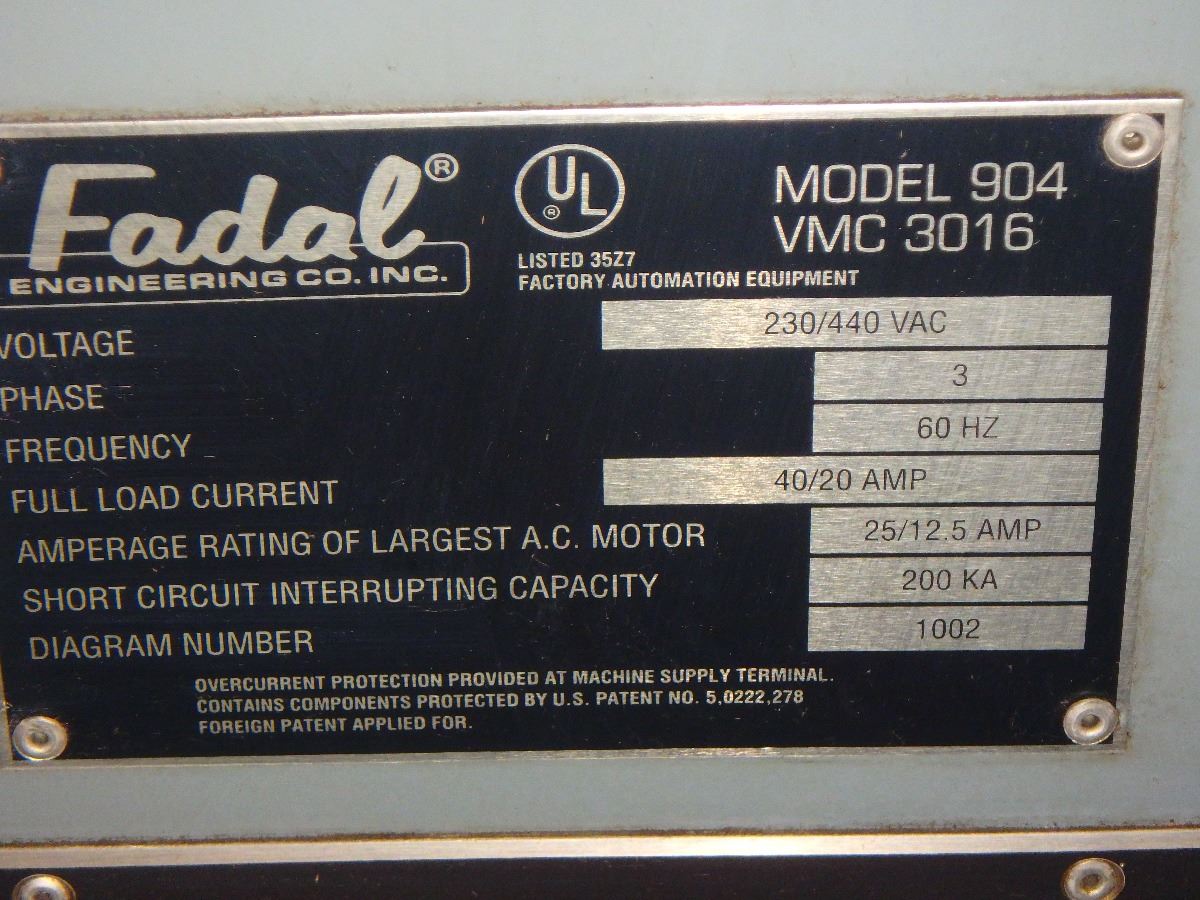 Fadal®
ENGINEERING CO. INC.
UL ®
LISTED 35Z7
FACTORY AUTOMATION EQUIPMENT
MODEL 904
VMC 3016
VOLTAGE 230/440 VAC
PHASE 3
FREQUENCY 60 HZ
FULL LOAD CURRENT 40/20 AMP
AMPERAGE RATING OF LARGEST A.C. MOTOR 25/12.5 AMP
SHORT CIRCUIT INTERRUPTING CAPACITY 200 KA
DIAGRAM NUMBER 1002
OVERCURRENT PROTECTION PROVIDED AT MACHINE SUPPLY TERMINAL.
CONTAINS COMPONENTS PROTECTED BY U.S. PATENT NO. 5,0222,278
FOREIGN PATENT APPLIED FOR.